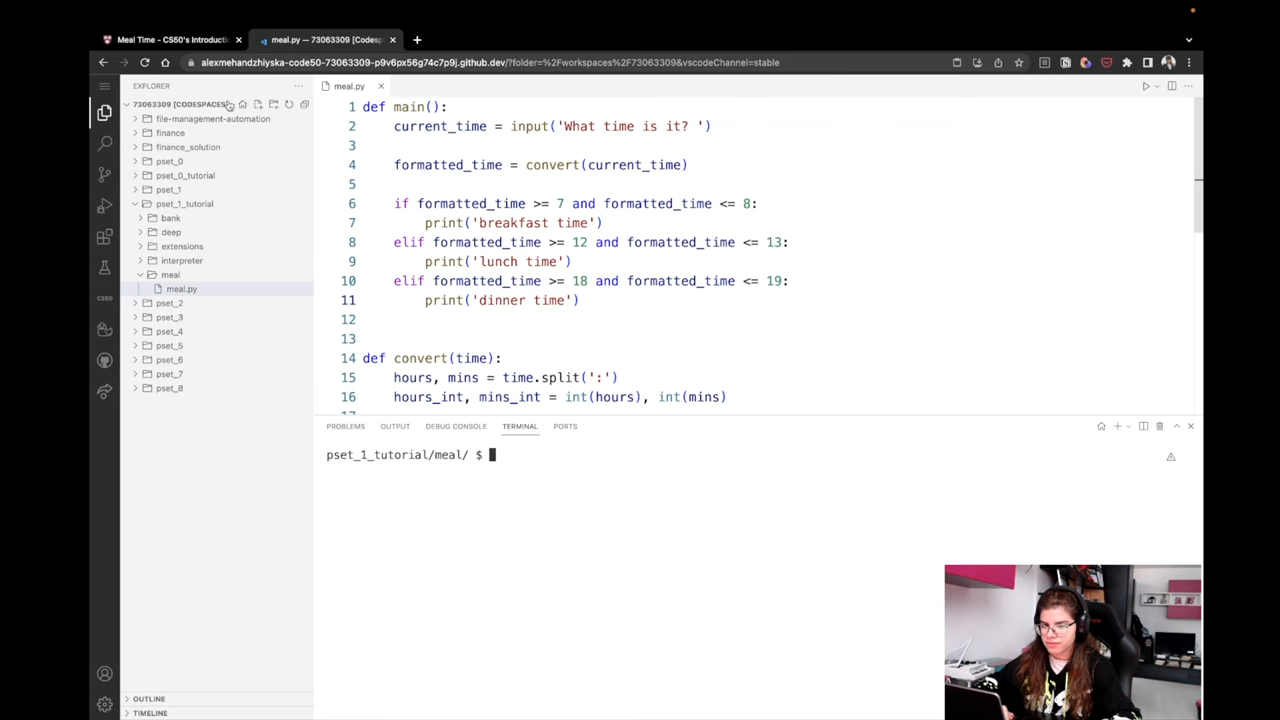 Meal Time - CS50's Introducti
meal.py — 73063309 [Codesp
alexmehandzhiyska-code50-73063309-p9v6px56g74c7p9j.github.dev/?folder=%2Fworkspaces%2F73063309&vscodeChannel=stable
EXPLORER
meal.py
73063309 [CODESPACES]
file-management-automation
finance
finance_solution
pset_0
pset_0_tutorial
pset_1
pset_1_tutorial
bank
deep
extensions
interpreter
meal
meal.py
pset_2
pset_3
pset_4
pset_5
pset_6
pset_7
pset_8
OUTLINE
TIMELINE
CS50
1 def main():
2 current_time = input('What time is it? ')
3
4 formatted_time = convert(current_time)
5
6 if formatted_time >= 7 and formatted_time <= 8:
7 print('breakfast time')
8 elif formatted_time >= 12 and formatted_time <= 13:
9 print('lunch time')
10 elif formatted_time >= 18 and formatted_time <= 19:
11 print('dinner time')
12
13
14 def convert(time):
15 hours, mins = time.split(':')
16 hours_int, mins_int = int(hours), int(mins)
17
PROBLEMS OUTPUT DEBUG CONSOLE TERMINAL PORTS
pset_1_tutorial/meal/ $